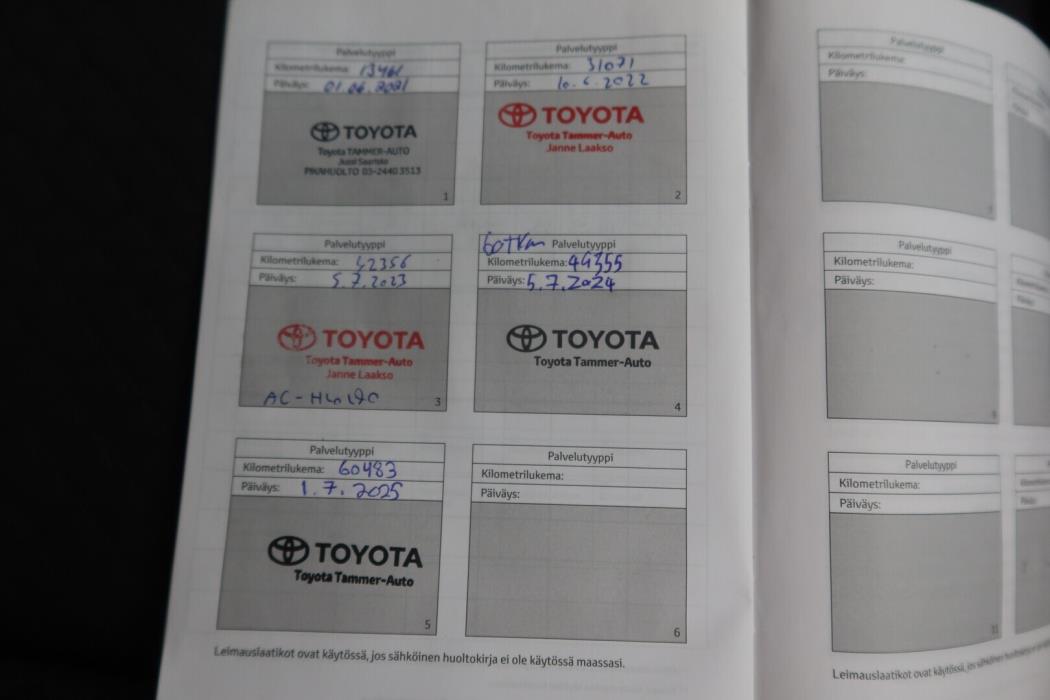 Palvelutyyppi
Kilometrilukema: 13461
Päiväys: 01.06.2021
TOYOTA
Toyota TAMMER-AUTO
PIKAHUOLTO 03-2440 3513
1
Palvelutyyppi
Kilometrilukema: 31071
Päiväys: 10.6.2022
TOYOTA
Toyota Tammer-Auto
Janne Laakso
2
Palvelutyyppi
Kilometrilukema: 42356
Päiväys: 5.7.2023
TOYOTA
Toyota Tammer-Auto
Janne Laakso
AC-Huolto
3
60tkm Palvelutyyppi
Kilometrilukema:
Päiväys: 5.7.2024
TOYOTA
Toyota Tammer-Auto
4
Palvelutyyppi
Kilometrilukema: 60483
Päiväys: 1.7.2025
TOYOTA
Toyota Tammer-Auto
5
Palvelutyyppi
Kilometrilukema:
Päiväys:
6
Leimauslaatikot ovat käytössä, jos sähköinen huoltokirja ei ole käytössä maassasi.
Palvelutyyppi
Kilometrilukema:
Päiväys:
Palvelutyyppi
Kilometrilukema:
Päiväys:
9
Palvelutyyppi
Kilometrilukema:
Päiväys:
11
Leimauslaatikot ovat käytössä, jos sähköinen huoltokirja ei